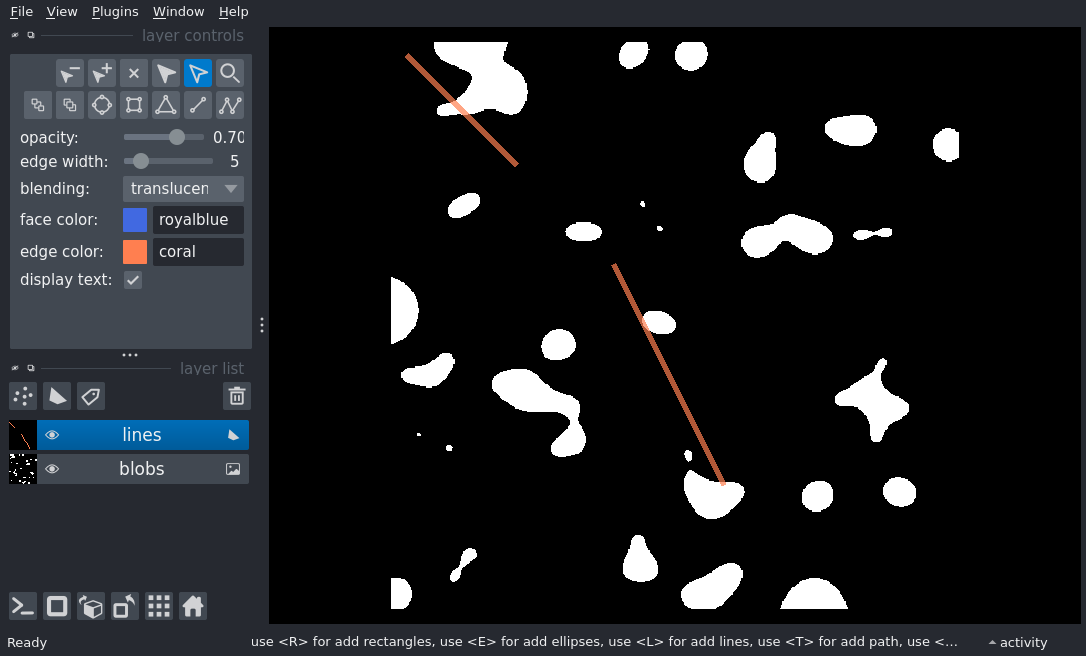 File View Plugins Window Help
layer controls
opacity: 0.70
edge width: 5
blending: translucen
face color: royalblue
edge color: coral
display text:
layer list
lines
blobs
Ready use <R> for add rectangles, use <E> for add ellipses, use <L> for add lines, use <T> for add path, use <... activity